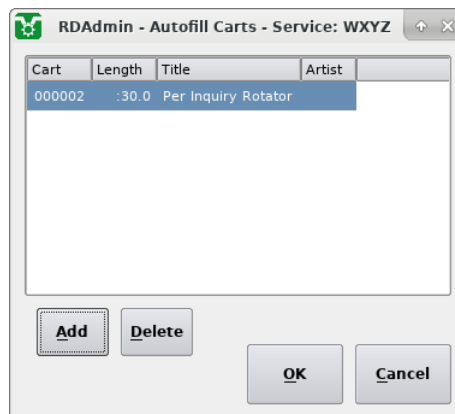 RDAdmin - Autofill Carts - Service: WXYZ
Cart Length Title Artist
000002 :30.0 Per Inquiry Rotator
Add Delete
OK Cancel